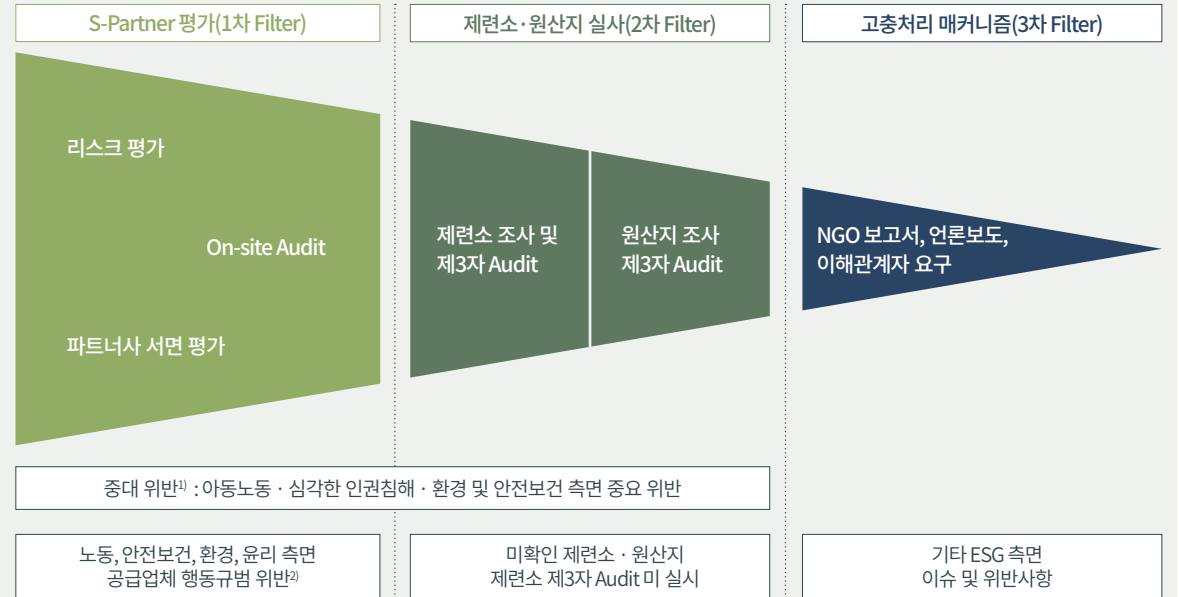 S-Partner 평가(1차 Filter)
제련소·원산지 실사(2차 Filter)
고충처리 매커니즘(3차 Filter)
리스크 평가
On-site Audit
파트너사 서면 평가
제련소 조사 및
제3자 Audit
원산지 조사
제3자 Audit
NGO 보고서, 언론보도,
이해관계자 요구
중대 위반1) : 아동노동 · 심각한 인권침해 · 환경 및 안전보건 측면 중요 위반
노동, 안전보건, 환경, 윤리 측면
공급업체 행동규범 위반2)
미확인 제련소 · 원산지
제련소 제3자 Audit 미 실시
기타 ESG 측면
이슈 및 위반사항